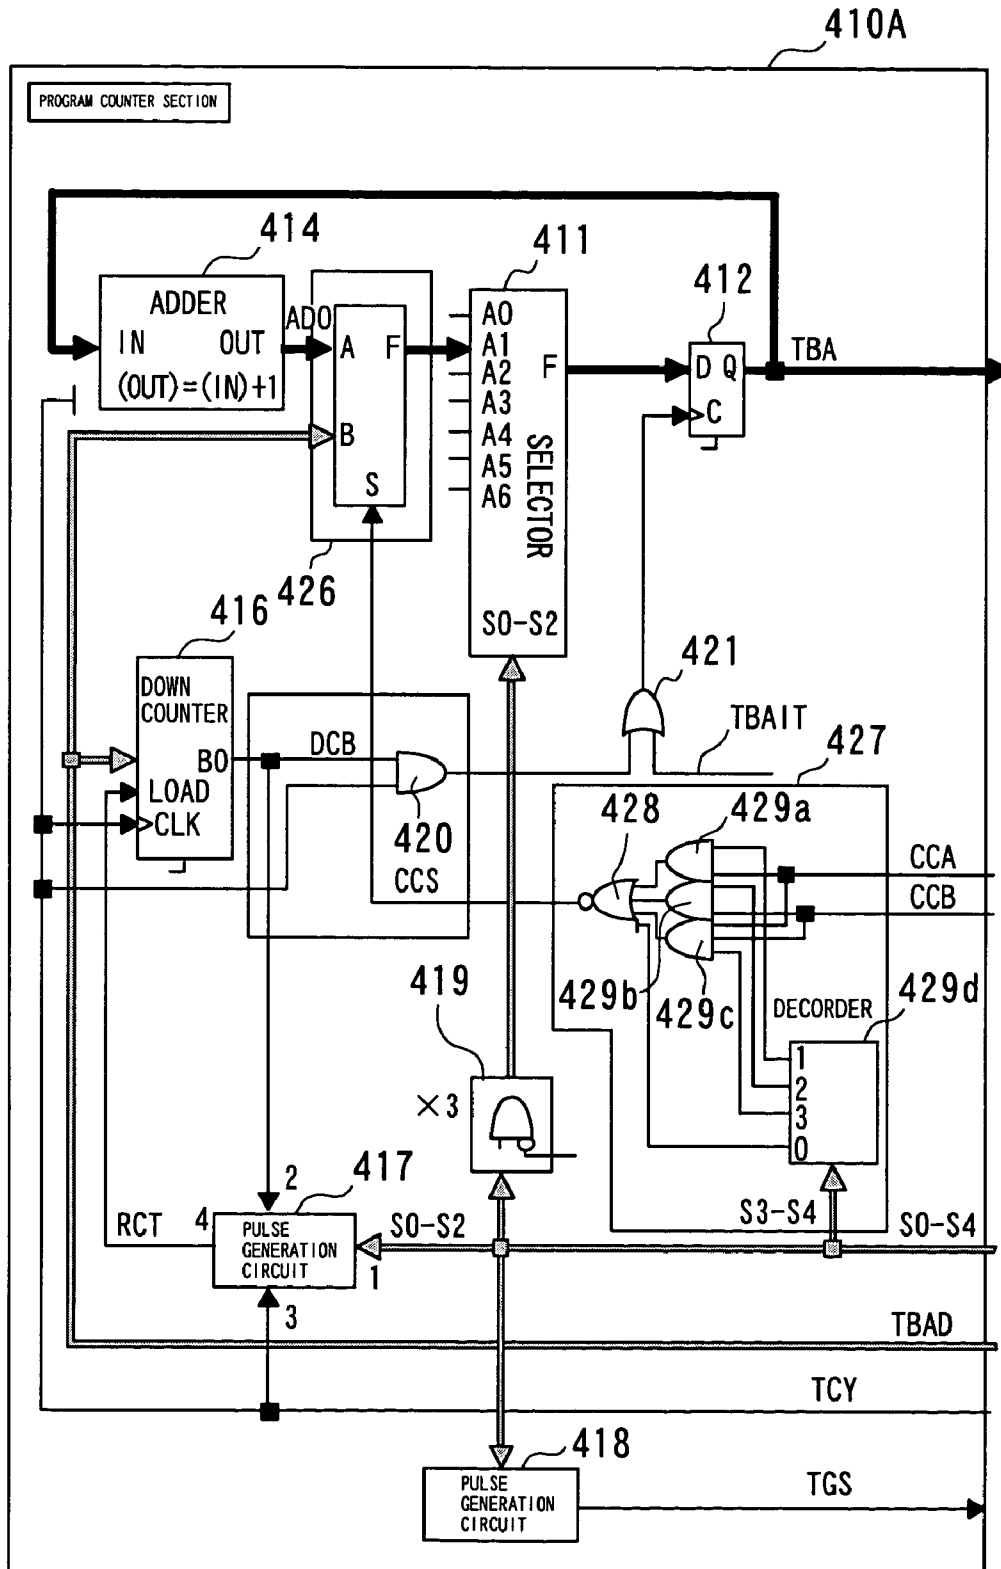 410A
PROGRAM COUNTER SECTION
414
411
412
ADDER
IN OUT
(OUT)=(IN)+1
ADO
A F
B
S
426
A0
A1
A2
A3
A4
A5
A6
F
SELECTOR
S0-S2
D Q
C
TBA
416
DOWN
COUNTER
BO
LOAD
CLK
DCB
420
CCS
421
TBAIT
427
428
429a
CCA
CCB
429b
429c
429d
DECORDER
1
2
3
0
419
×3
S3-S4
S0-S4
417
2
RCT
4
PULSE
GENERATION
CIRCUIT
S0-S2
1
3
TBAD
TCY
418
PULSE
GENERATION
CIRCUIT
TGS